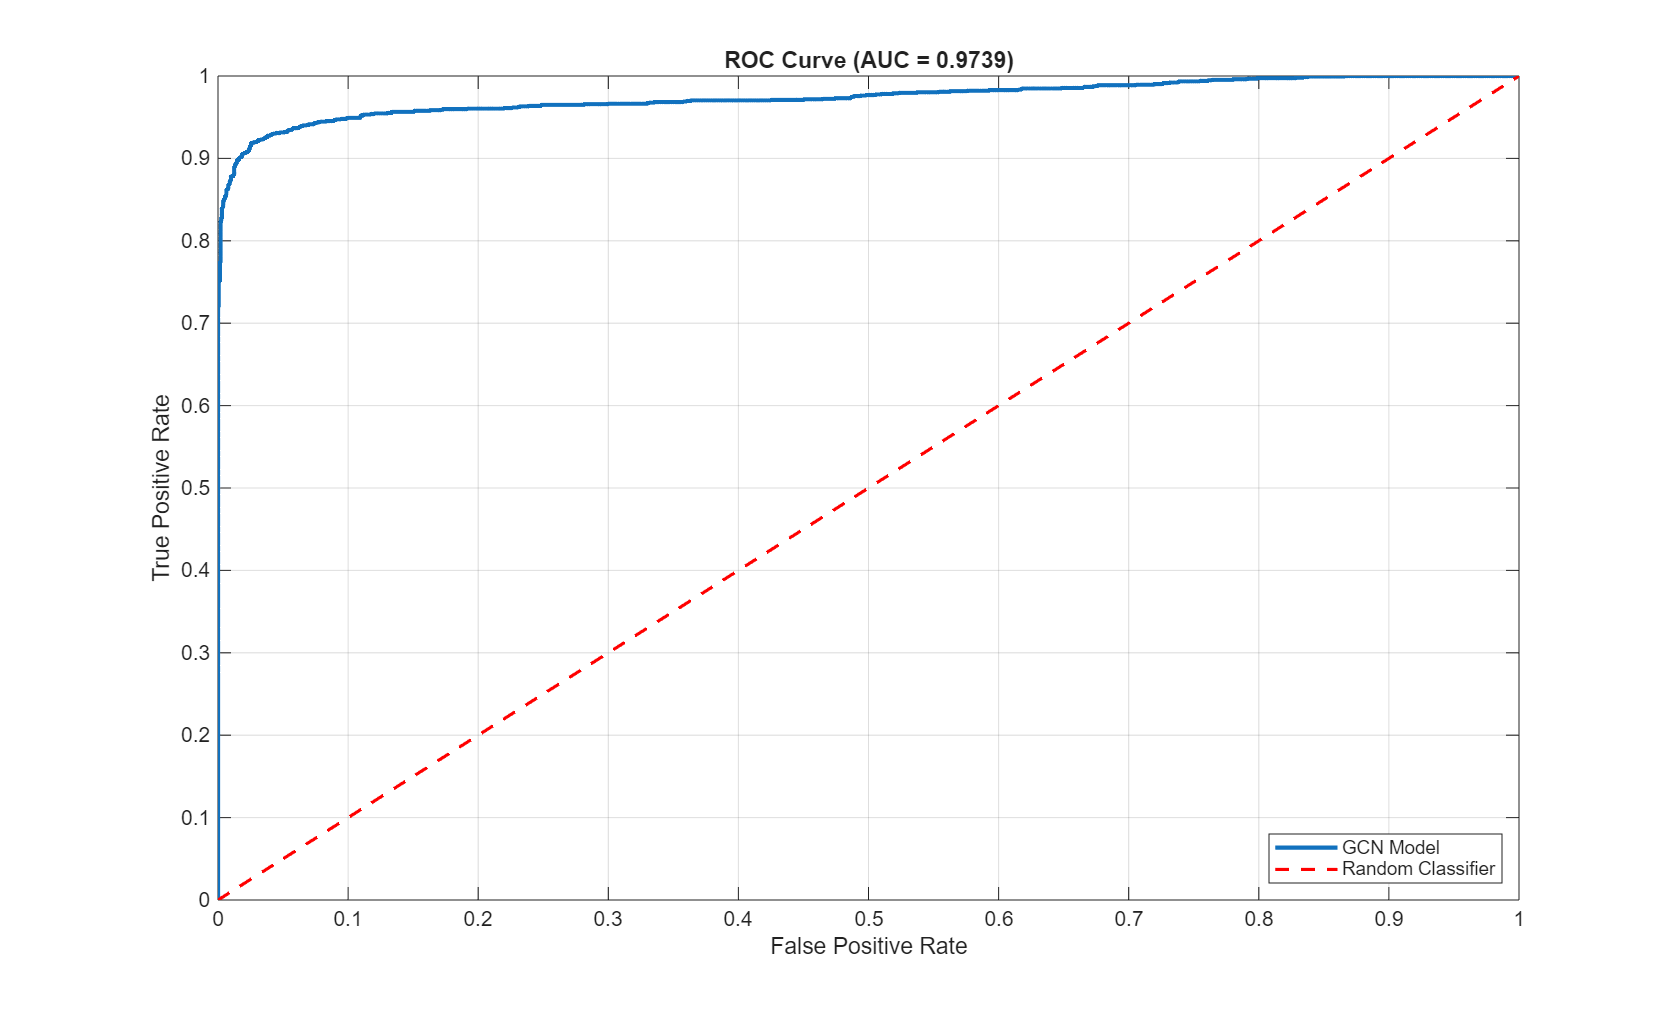 ROC Curve (AUC = 0.9739)
1
0.9
0.8
0.7
0.6
0.5
0.4
0.3
0.2
0.1
0
True Positive Rate
0 0.1 0.2 0.3 0.4 0.5 0.6 0.7 0.8 0.9 1
False Positive Rate
GCN Model
Random Classifier